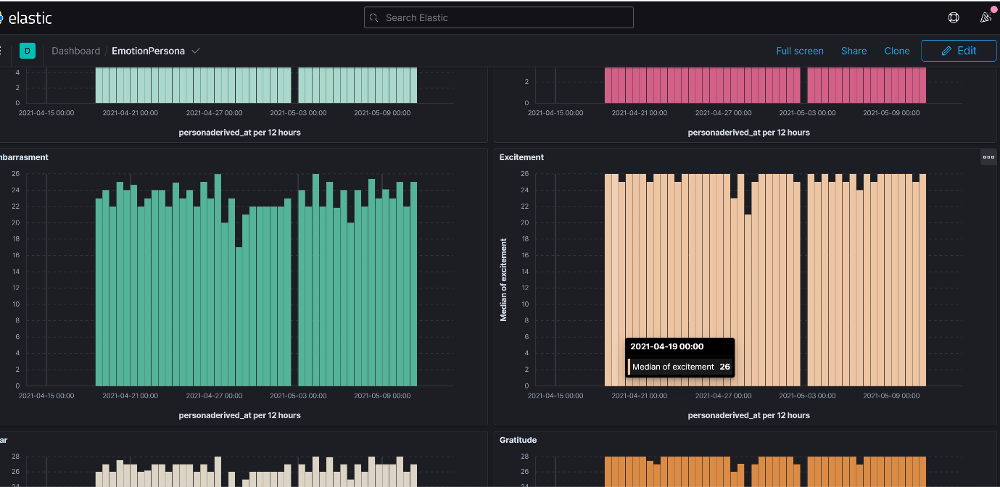 elastic
Search Elastic
D
Dashboard / EmotionPersona
Full screen
Share
Clone
Edit
4
2
0
2021-04-15 00:00 2021-04-21 00:00 2021-04-27 00:00 2021-05-03 00:00 2021-05-09 00:00
personaderived_at per 12 hours
2
0
2021-04-15 00:00 2021-04-21 00:00 2021-04-27 00:00 2021-05-03 00:00 2021-05-09 00:00
personaderived_at per 12 hours
mbarrasment
26
24
22
20
18
16
14
12
10
8
6
4
2
0
2021-04-15 00:00 2021-04-21 00:00 2021-04-27 00:00 2021-05-03 00:00 2021-05-09 00:00
personaderived_at per 12 hours
Excitement
Median of excitement
26
24
22
20
18
16
14
12
10
8
6
4
2
0
2021-04-19 00:00
Median of excitement 26
2021-04-15 00:00 2021-04-21 00:00 2021-04-27 00:00 2021-05-03 00:00 2021-05-09 00:00
personaderived_at per 12 hours
ar
28
26
24
Gratitude
28
26
24